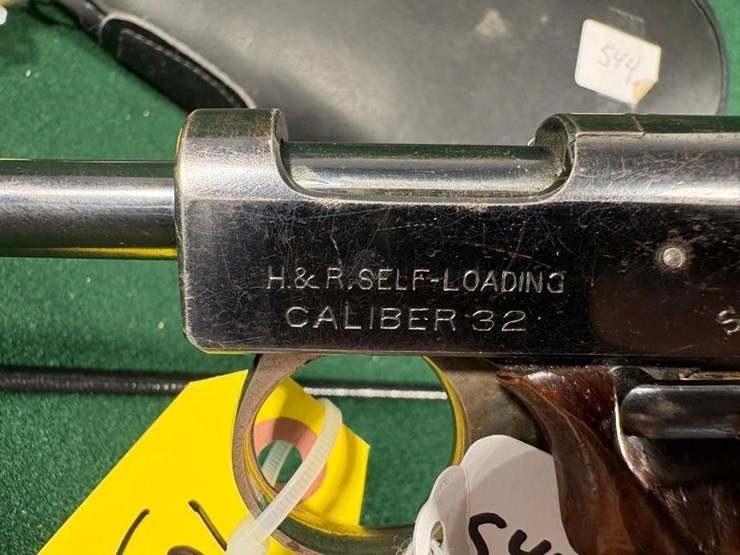 544
H.& R. SELF-LOADING
CALIBER 32